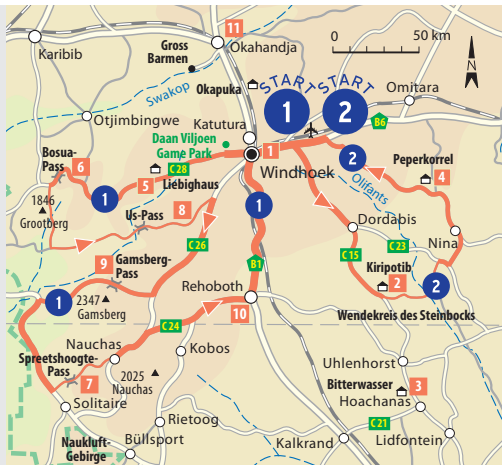 11
Karibib
Gross
Barmen
Okahandja
0
50 km
N
Okapuka
START
1
START
2
Omitara
Swakop
Otjimbingwe
Katutura
B6
Daan Viljoen
Game Park
Bosua-
Pass
6
1
2
Peperkorrel
Windhoek
5
C28
Liebighaus
4
1
1
Olifants
1846
Grootberg
Us-Pass
8
Dordabis
C26
C23
Nina
9
Gamsberg-
Pass
C15
Kiripotib
B1
2
2
Rehoboth
1
2347
Gamsberg
10
Wendekreis des Steinbocks
C24
Nauchas
Kobos
Spreetshoogte-
Pass
7
2025
Nauchas
Uhlenhorst
Bitterwasser
3
Solitaire
Hoachanas
Rietoog
C21
Naukluft-
Gebirge
Büllsport
Kalkrand
Lidfontein